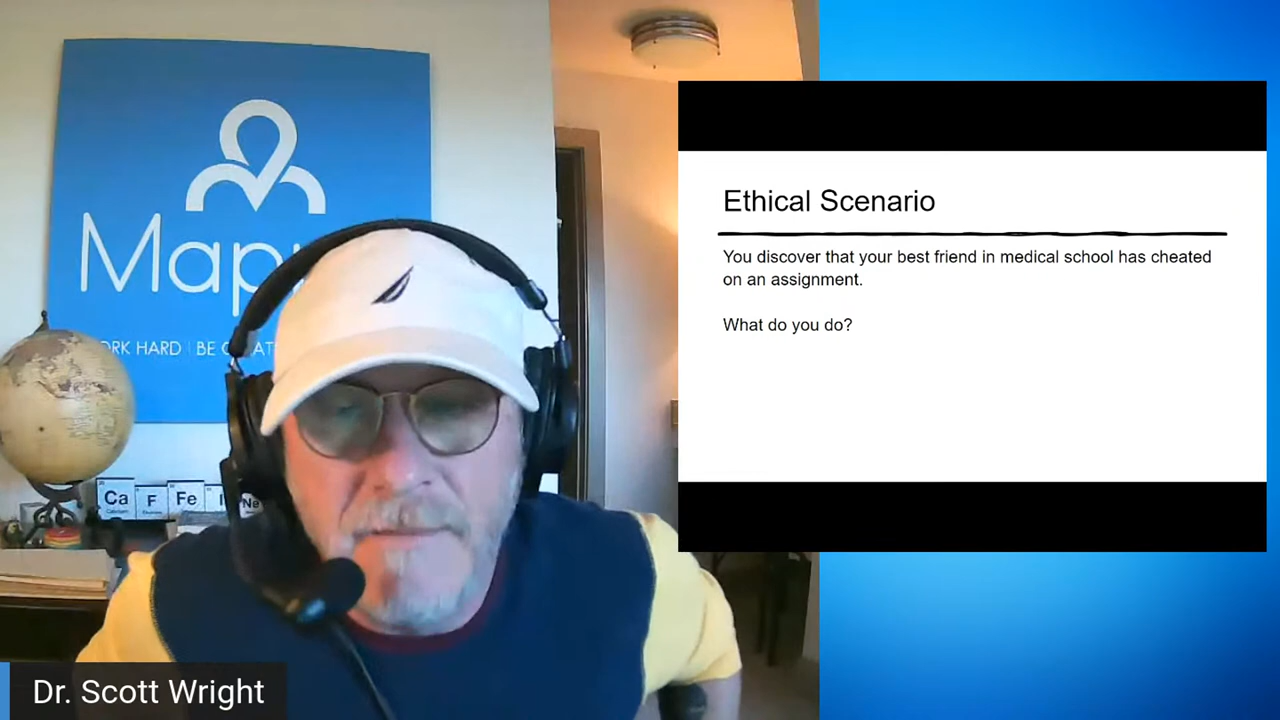 Map
ORK HARD | BE
Ca
F
Fe
Ne
Ethical Scenario
You discover that your best friend in medical school has cheated
on an assignment.
What do you do?
Dr. Scott Wright